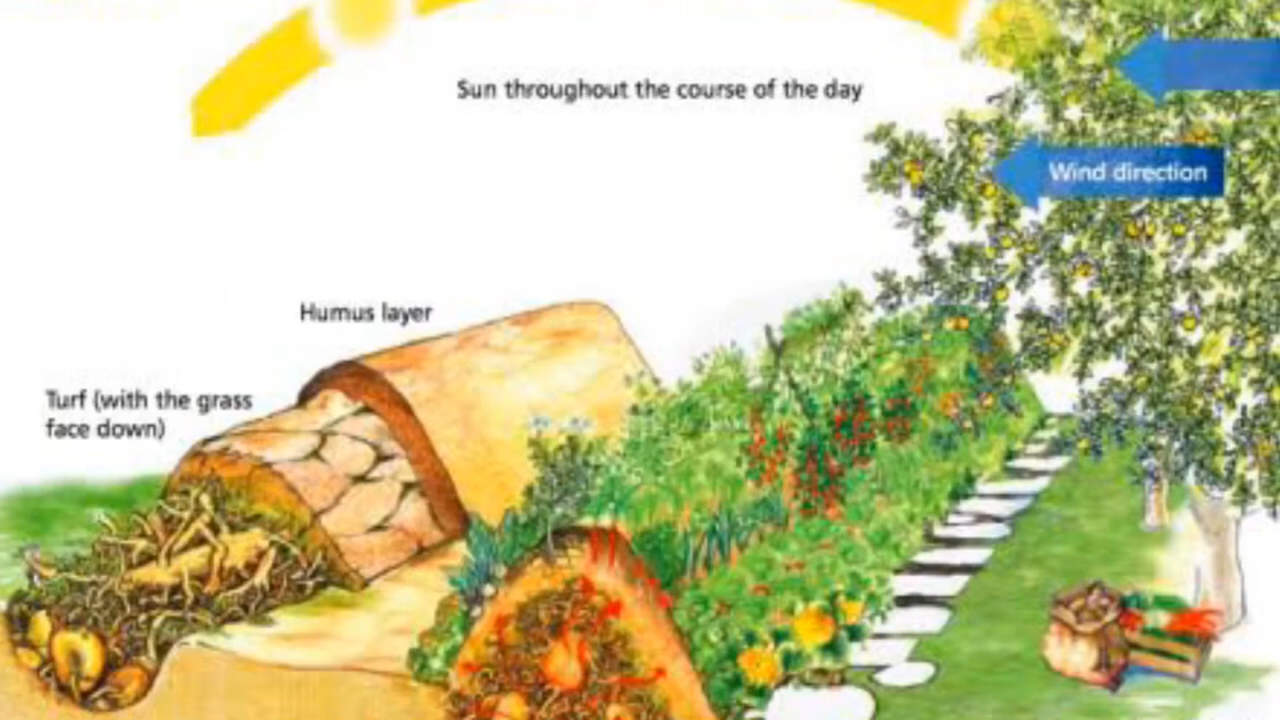 Sun throughout the course of the day
Wind direction
Humus layer
Turf (with the grass
face down)